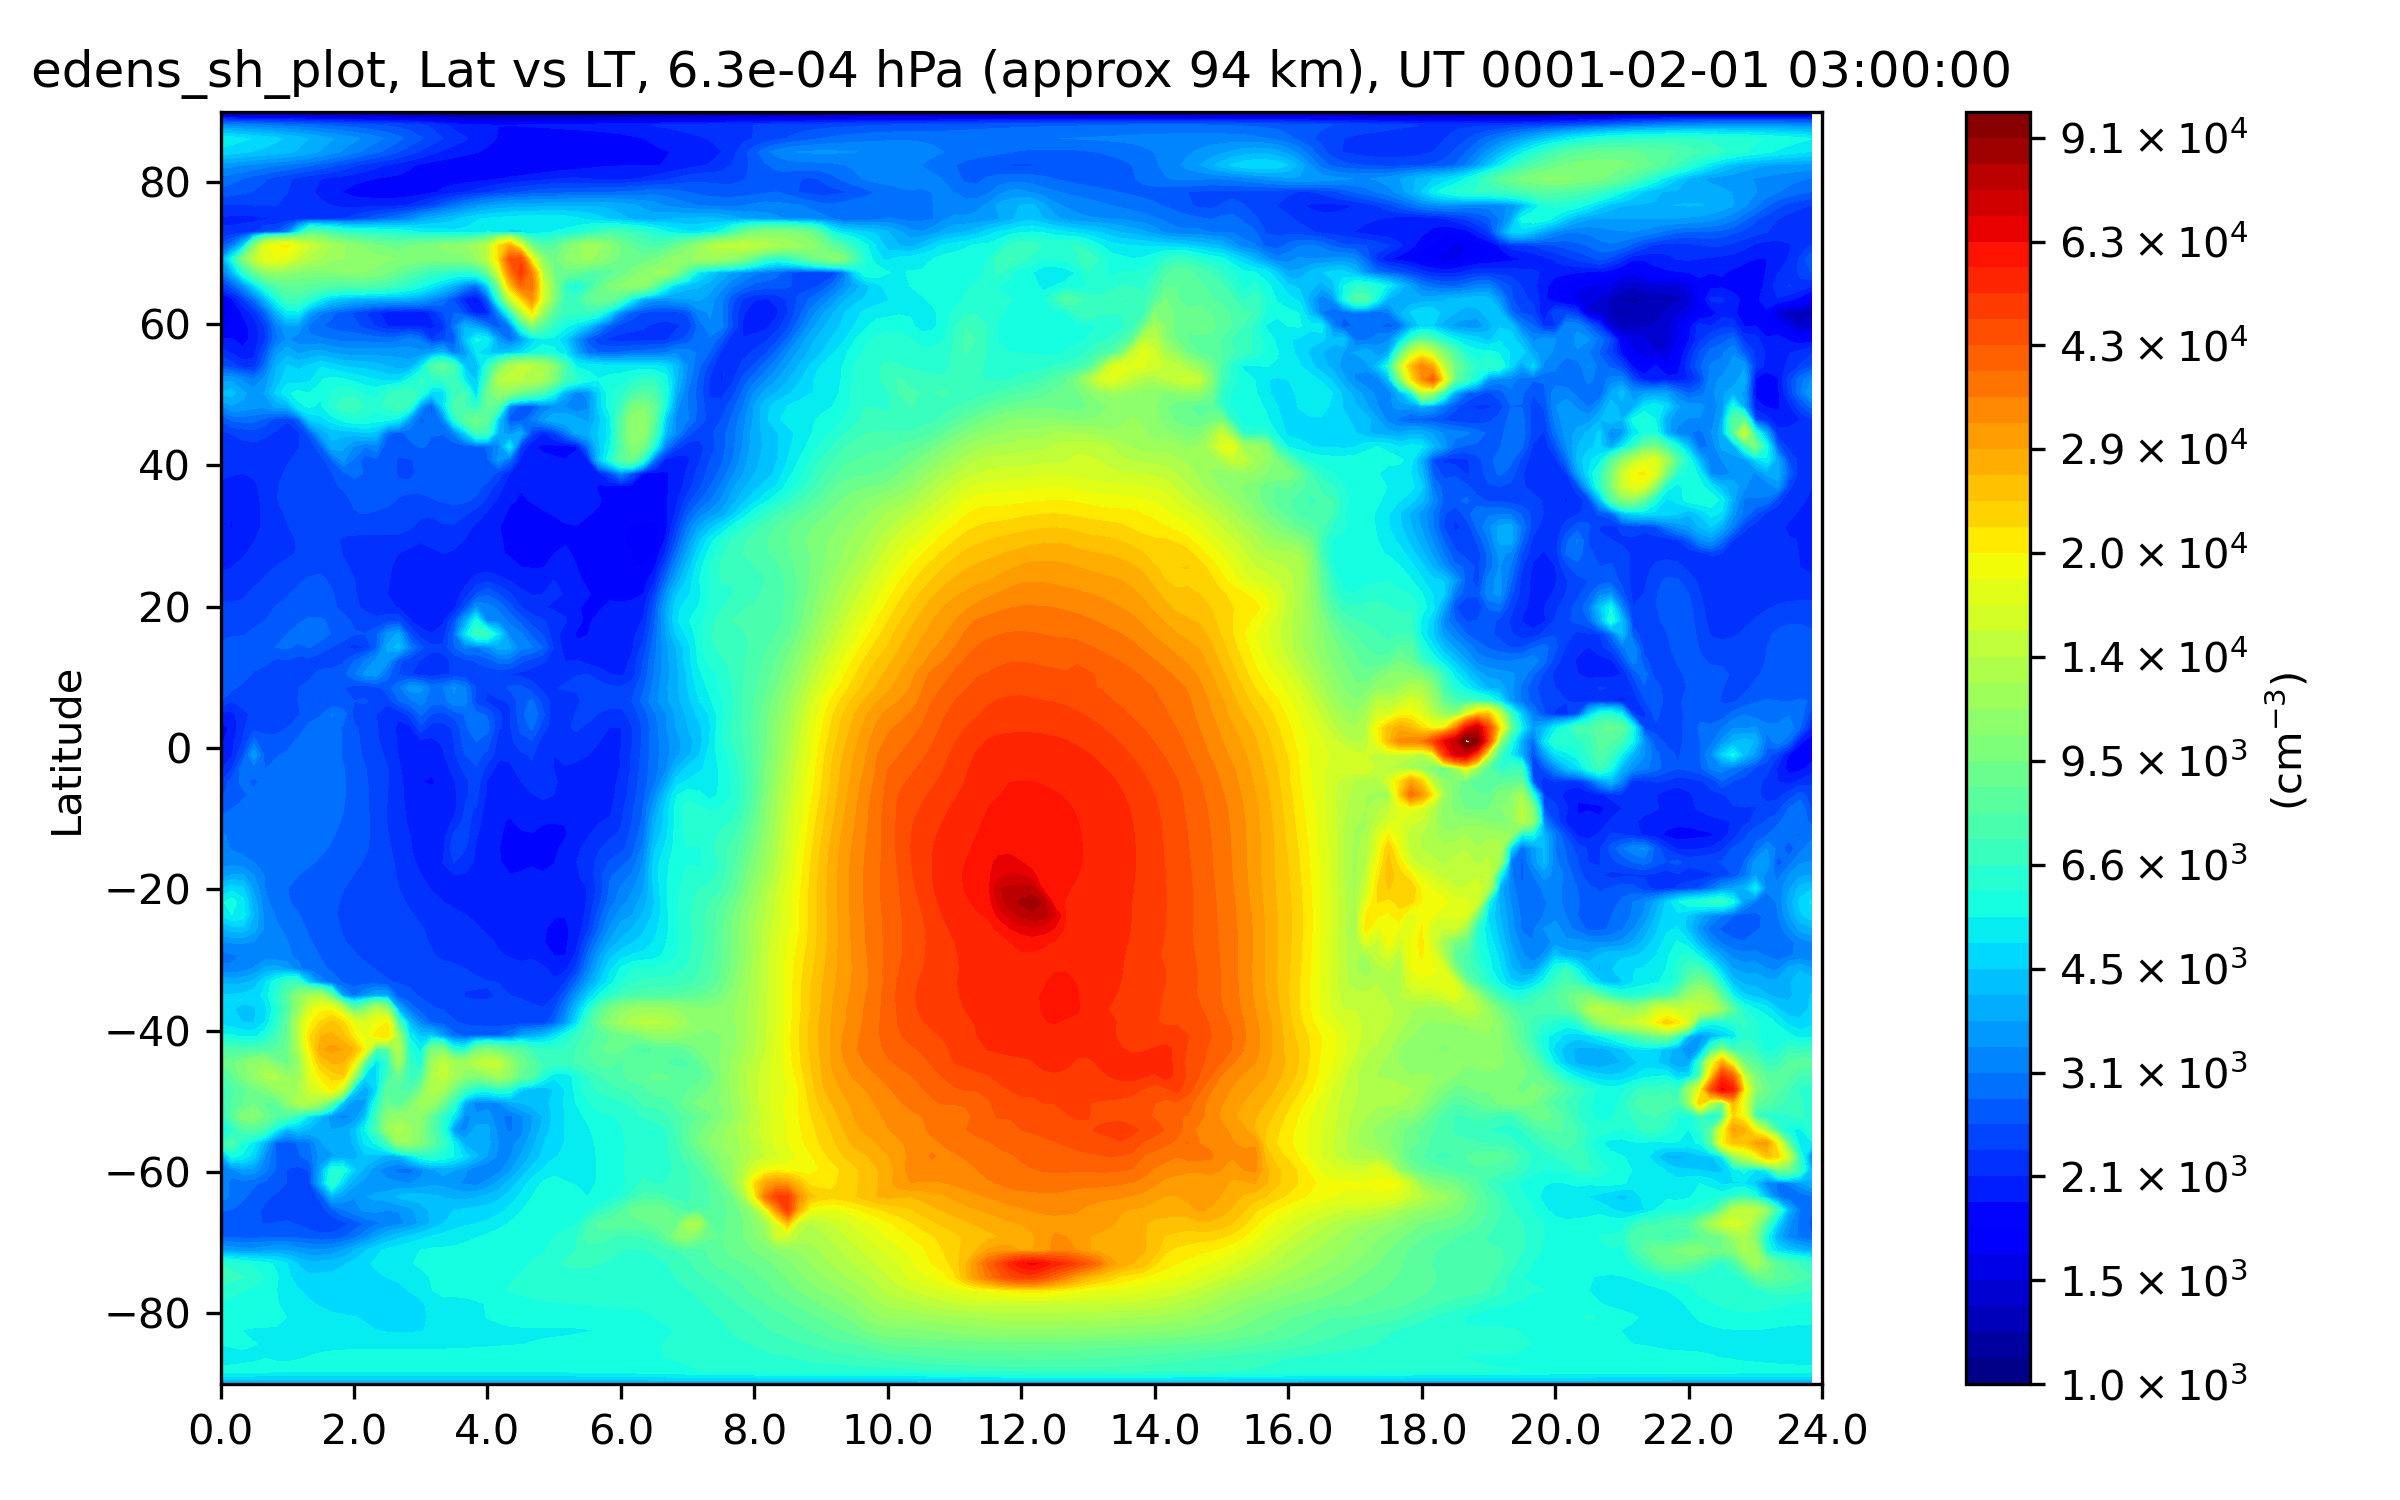 edens_sh_plot, Lat vs LT, 6.3e-04 hPa (approx 94 km), UT 0001-02-01 03:00:00
Latitude
80
60
40
20
0
−20
−40
−60
−80
0.0 2.0 4.0 6.0 8.0 10.0 12.0 14.0 16.0 18.0 20.0 22.0 24.0
9.1 × 10⁴
6.3 × 10⁴
4.3 × 10⁴
2.9 × 10⁴
2.0 × 10⁴
1.4 × 10⁴
9.5 × 10³
6.6 × 10³
4.5 × 10³
3.1 × 10³
2.1 × 10³
1.5 × 10³
1.0 × 10³
(cm⁻³)